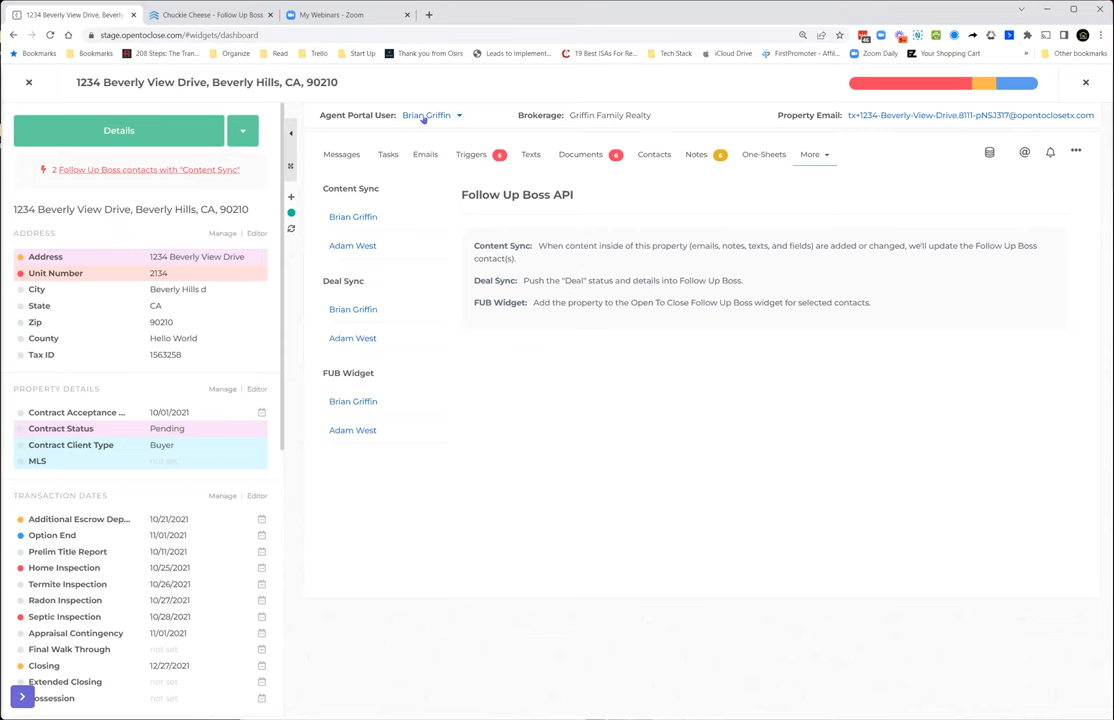 1234 Beverly View Drive, Beverly
Chuckie Cheese - Follow Up Boss
My Webinars - Zoom
stage.opentoclose.com/#widgets/dashboard
Bookmarks
Bookmarks
208 Steps: The Tran...
Organize
Read
Trello
Start Up
Thank you from Osirs
Leads to Implement...
19 Best ISAs For Re...
Tech Stack
iCloud Drive
FirstPromoter - Affil...
Zoom Daily
Your Shopping Cart
Other bookmarks
1234 Beverly View Drive, Beverly Hills, CA, 90210
Details
2 Follow Up Boss contacts with "Content Sync"
1234 Beverly View Drive, Beverly Hills, CA, 90210
ADDRESS Manage | Editor
Address 1234 Beverly View Drive
Unit Number 2134
City Beverly Hills d
State CA
Zip 90210
County Hello World
Tax ID 1563258
PROPERTY DETAILS Manage | Editor
Contract Acceptance ... 10/01/2021
Contract Status Pending
Contract Client Type Buyer
MLS not set
TRANSACTION DATES Manage | Editor
Additional Escrow Dep... 10/21/2021
Option End 11/01/2021
Prelim Title Report 10/11/2021
Home Inspection 10/25/2021
Termite Inspection 10/26/2021
Radon Inspection 10/27/2021
Septic Inspection 10/28/2021
Appraisal Contingency 11/01/2021
Final Walk Through not set
Closing 12/27/2021
Extended Closing not set
ossession not set
Agent Portal User: Brian Griffin
Brokerage: Griffin Family Realty
Property Email: tx+1234-Beverly-View-Drive.8111-pNSJ317@opentoclosetx.com
Messages Tasks Emails Triggers 6 Texts Documents 6 Contacts Notes 6 One-Sheets More
Content Sync
Brian Griffin
Adam West
Deal Sync
Brian Griffin
Adam West
FUB Widget
Brian Griffin
Adam West
Follow Up Boss API
Content Sync: When content inside of this property (emails, notes, texts, and fields) are added or changed, we'll update the Follow Up Boss
contact(s).
Deal Sync: Push the "Deal" status and details into Follow Up Boss.
FUB Widget: Add the property to the Open To Close Follow Up Boss widget for selected contacts.